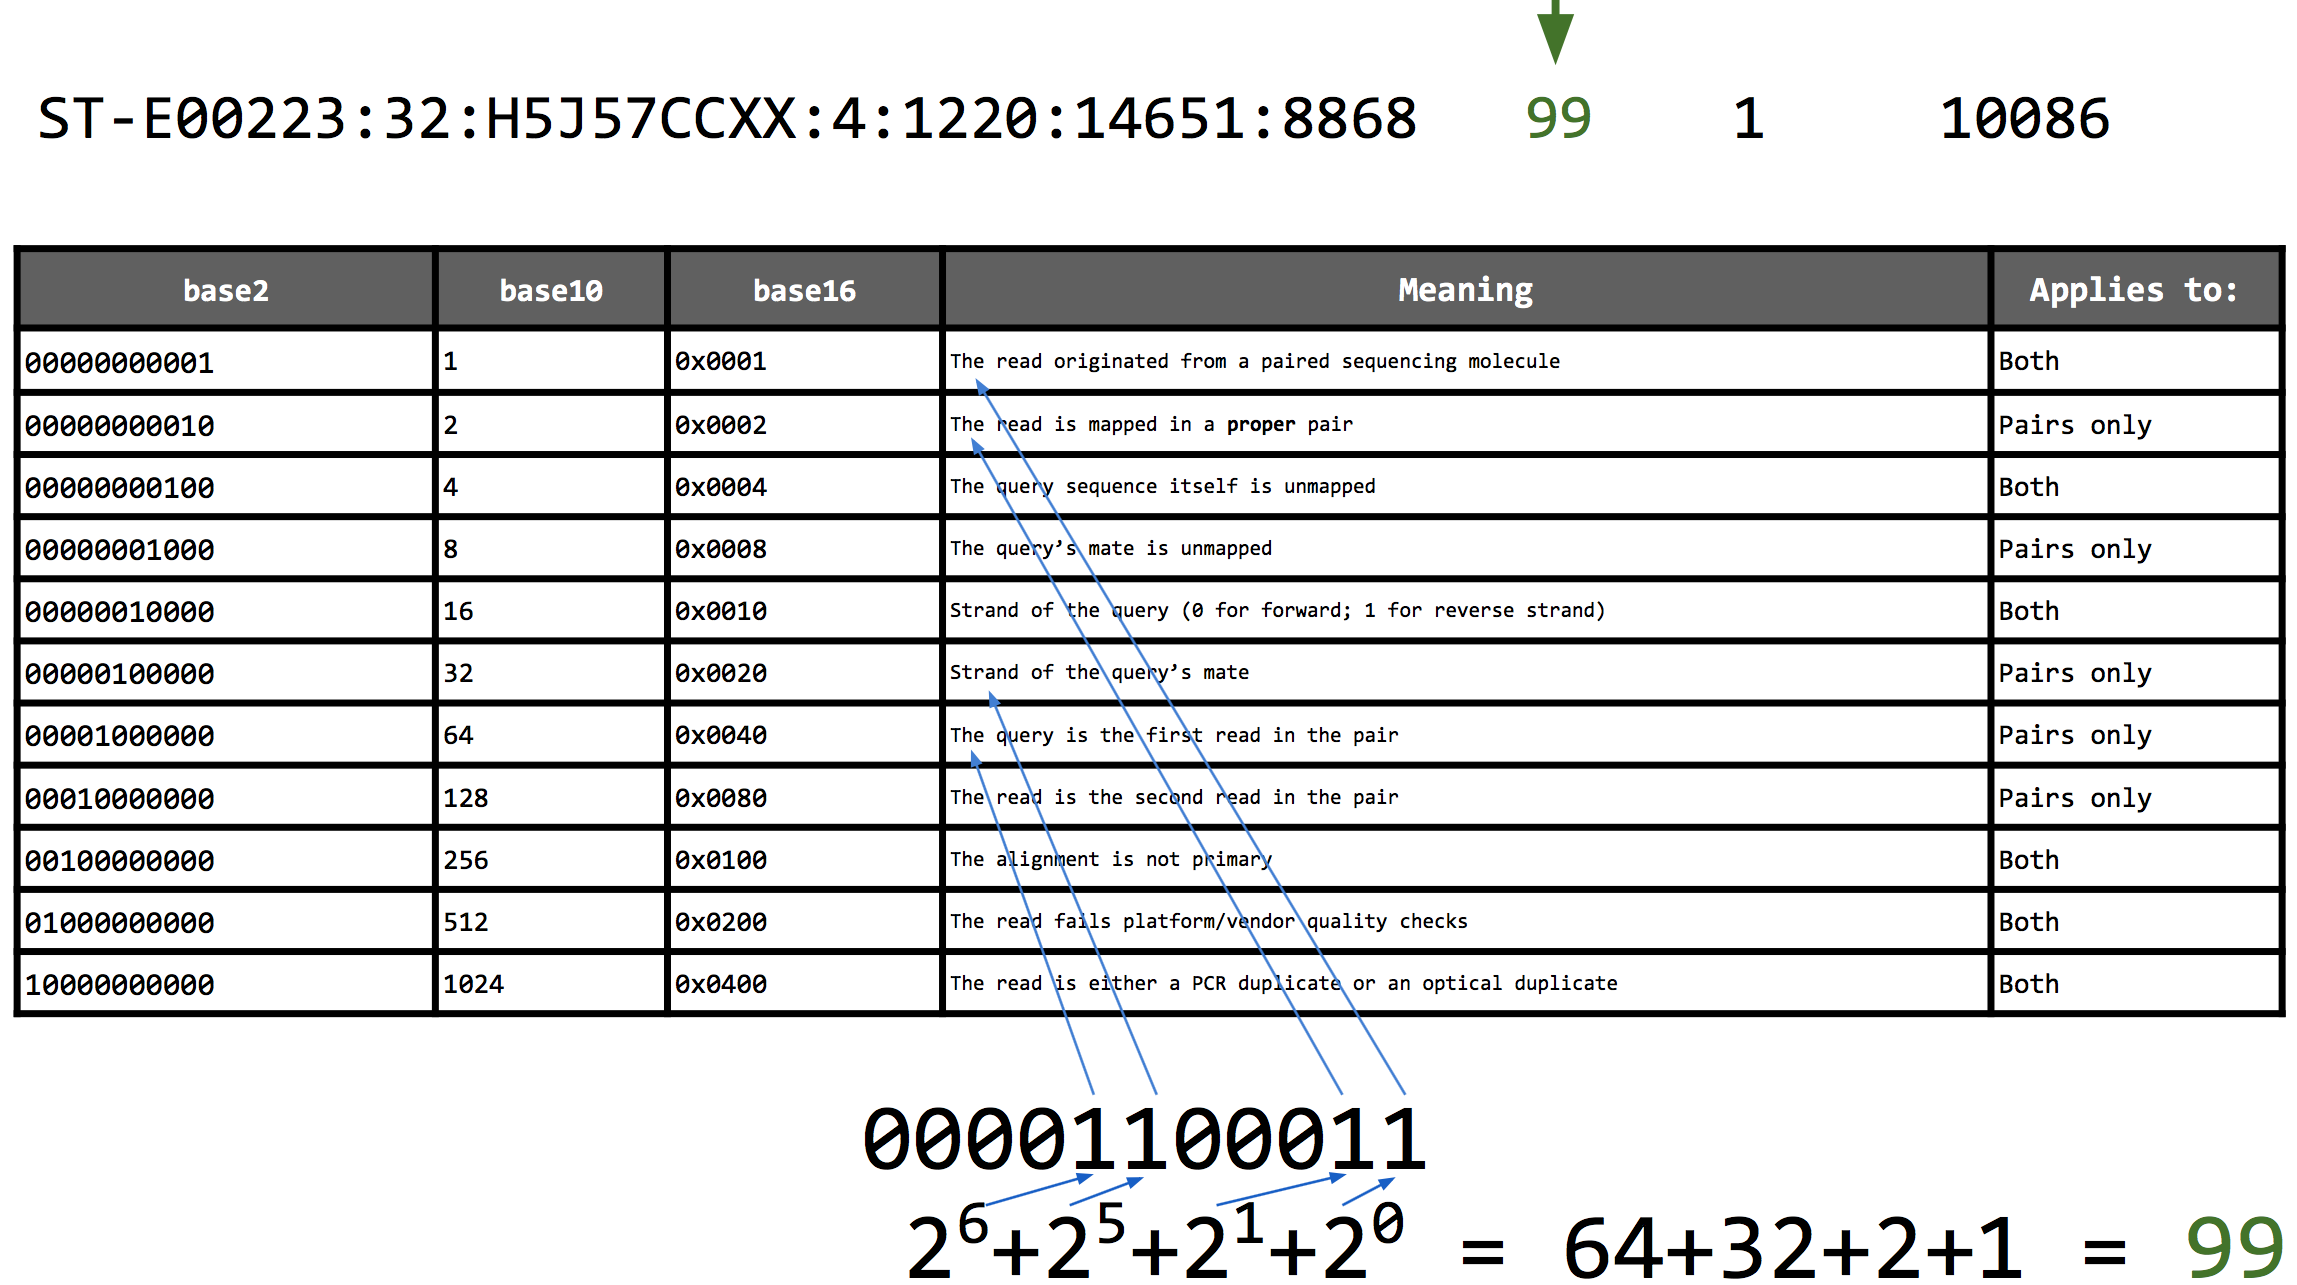 ST-E00223:32:H5J57CCXX:4:1220:14651:8868 99 1 10086
base2 base10 base16 Meaning Applies to:
00000000001 1 0x0001 The read originated from a paired sequencing molecule Both
00000000010 2 0x0002 The read is mapped in a proper pair Pairs only
00000000100 4 0x0004 The query sequence itself is unmapped Both
00000001000 8 0x0008 The query’s mate is unmapped Pairs only
00000010000 16 0x0010 Strand of the query (0 for forward; 1 for reverse strand) Both
00000100000 32 0x0020 Strand of the query’s mate Pairs only
00001000000 64 0x0040 The query is the first read in the pair Pairs only
00010000000 128 0x0080 The read is the second read in the pair Pairs only
00100000000 256 0x0100 The alignment is not primary Both
01000000000 512 0x0200 The read fails platform/vendor quality checks Both
10000000000 1024 0x0400 The read is either a PCR duplicate or an optical duplicate Both
00001100011
2⁶+2⁵+2¹+2⁰ = 64+32+2+1 = 99